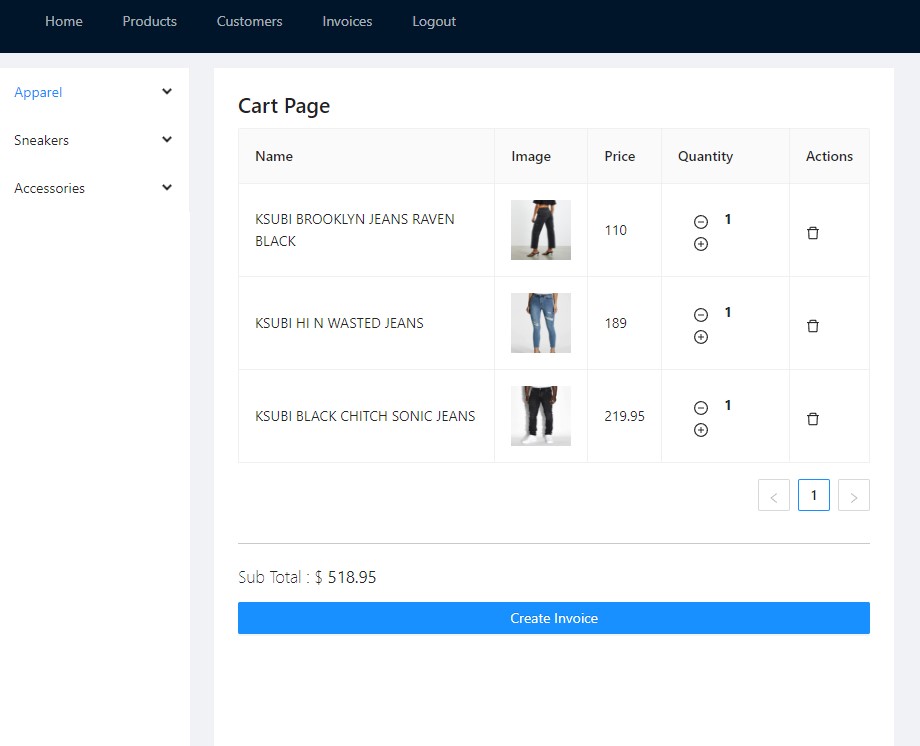 Home Products Customers Invoices Logout
Apparel
Sneakers
Accessories
Cart Page
Name Image Price Quantity Actions
KSUBI BROOKLYN JEANS RAVEN
BLACK
110
1
KSUBI HI N WASTED JEANS
189
1
KSUBI BLACK CHITCH SONIC JEANS
219.95
1
< 1 >
Sub Total : $ 518.95
Create Invoice